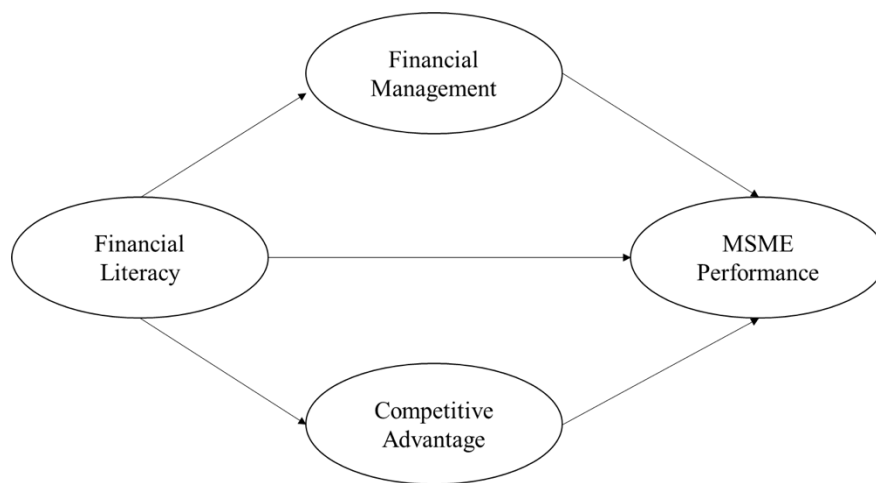 Financial
Management
Financial
Literacy
MSME
Performance
Competitive
Advantage